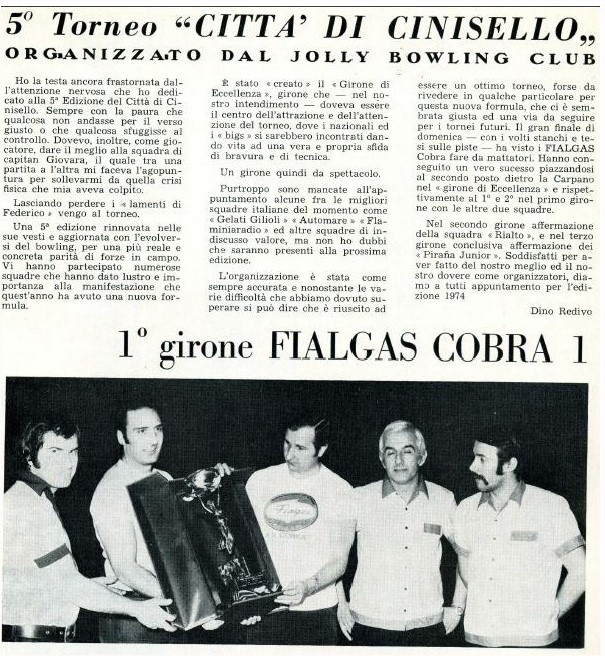 5º Torneo “CITTA' DI CINISELLO„
ORGANIZZATO DAL JOLLY BOWLING CLUB
Ho la testa ancora frastornata dal-
l'attenzione nervosa che ho dedi-
cato alla 5ª Edizione del Città di Ci-
nisello. Sempre con la paura che
qualcosa non andasse per il verso
giusto o che qualcosa sfuggisse al
controllo. Dovevo, inoltre, come gio-
catore, dare il meglio alla squadra di
capitan Giovara, il quale tra una
partita a l'altra mi faceva l'agopun-
tura per sollevarmi da quella crisi
fisica che mia aveva colpito.
Lasciando perdere i « lamenti di
Federico » vengo al torneo.
Una 5ª edizione rinnovata nelle
sue vesti e aggiornata con l'evolver-
si del bowling, per una più reale e
concreta parità di forze in campo.
Vi hanno partecipato numerose
squadre che hanno dato lustro e im-
portanza alla manifestazione che
quest'anno ha avuto una nuova for-
mula.
È stato « creato » il « Girone di
Eccellenza », girone che — nel no-
stro intendimento — doveva essere
il centro dell'attrazione e dell'atten-
zione del torneo, dove i nazionali ed
i « bigs » si sarebbero incontrati dan-
do vita ad una vera e propria sfida
di bravura e di tecnica.
Un girone quindi da spettacolo.
Purtroppo sono mancate all'ap-
puntamento alcune fra le migliori
squadre italiane del momento come
« Gelati Gilioli » « Automare » « Fla-
miniaradio » ed altre squadre di in-
discusso valore, ma non ho dubbi
che saranno presenti alla prossima
edizione.
L'organizzazione è stata come
sempre accurata e nonostante le va-
rie difficoltà che abbiamo dovuto su-
perare si può dire che è riuscito ad
essere un ottimo torneo, forse da
rivedere in qualche particolare per
questa nuova formula, che ci è sem-
brata giusta ed una via da seguire
per i tornei futuri. Il gran finale di
domenica — con i volti stanchi e te-
si sulle piste — ha visto i FIALGAS
Cobra fare da mattatori. Hanno con-
seguito un vero sucesso piazzandosi
al secondo posto dietro la Carpano
nel « girone di Eccellenza » e rispet-
tivamente al 1º e 2º nel primo giro-
ne con le altre due squadre.
Nel secondo girone affermazione
della squadra « Rialto », e nel terzo
girone conclusiva affermazione dei
« Piraña Junior ». Soddisfatti per a-
ver fatto del nostro meglio ed il no-
stro dovere come organizzatori, dia-
mo a tutti appuntamento per l'edi-
zione 1974
Dino Redivo
1º girone FIALGAS COBRA 1
Fialgas